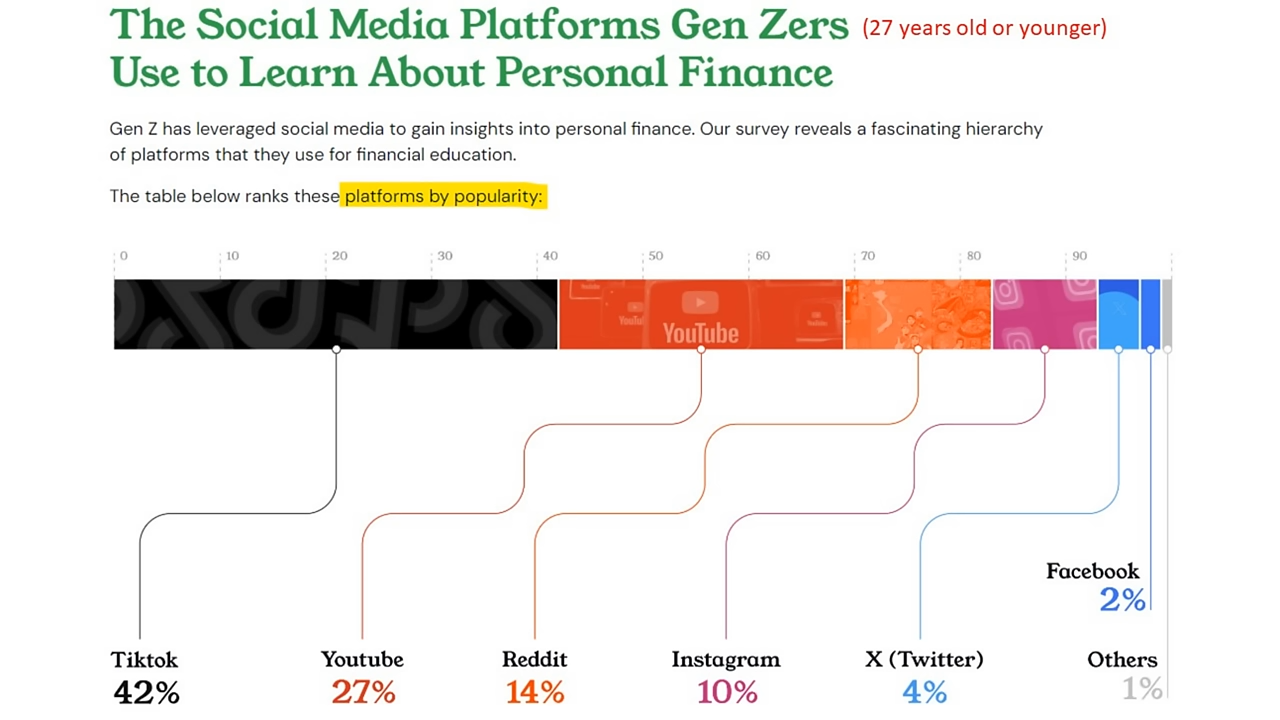 The Social Media Platforms Gen Zers (27 years old or younger)
Use to Learn About Personal Finance
Gen Z has leveraged social media to gain insights into personal finance. Our survey reveals a fascinating hierarchy
of platforms that they use for financial education.
The table below ranks these platforms by popularity:
0 10 20 30 40 50 60 70 80 90
YouTube
Facebook
2%
Tiktok Youtube Reddit Instagram X (Twitter) Others
42% 27% 14% 10% 4% 1%